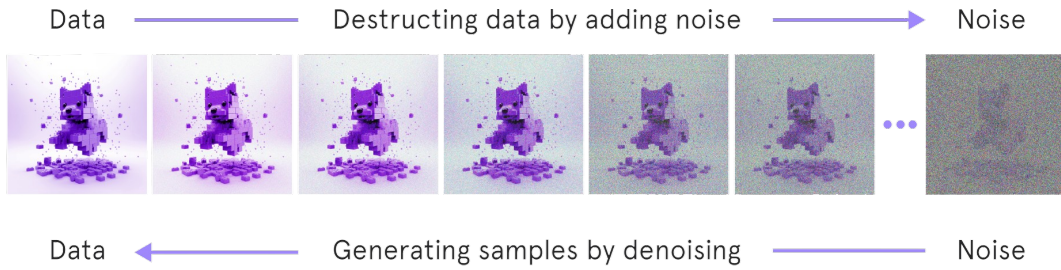 Data Destructing data by adding noise Noise
Data Generating samples by denoising Noise